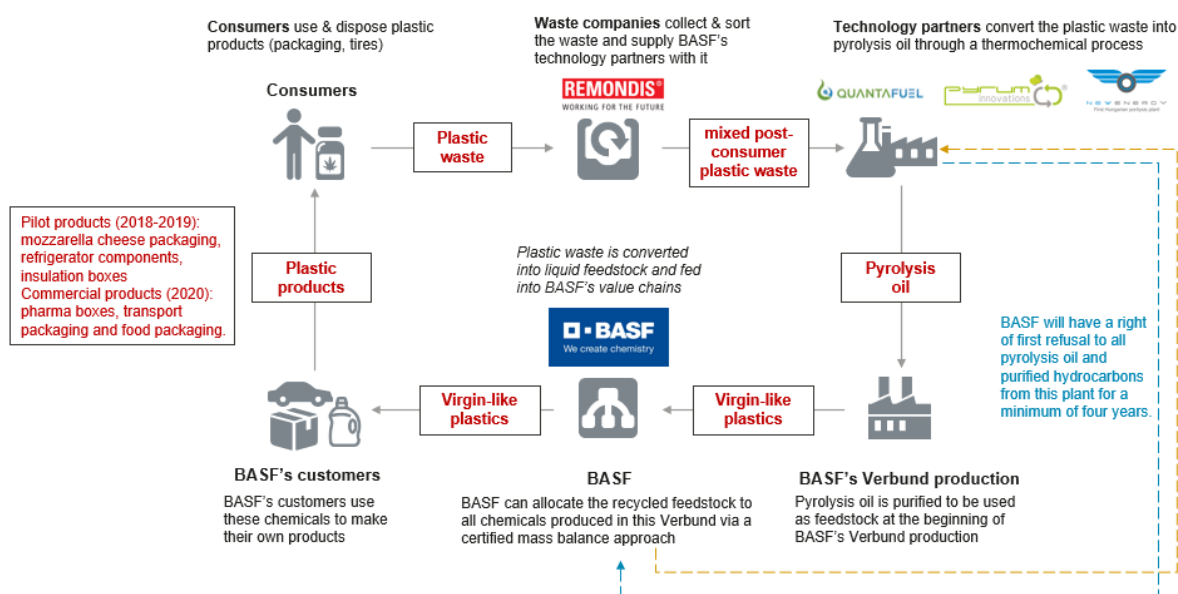 Consumers use & dispose plastic
products (packaging, tires)
Consumers
Waste companies collect & sort
the waste and supply BASF's
technology partners with it
REMONDIS®
WORKING FOR THE FUTURE
Technology partners convert the plastic waste into
pyrolysis oil through a thermochemical process
QUANTAFUEL
pyrum
innovations
®
NEWENERGY
First Hungarian pyrolysis plant
Plastic
waste
mixed post-
consumer
plastic waste
Pilot products (2018-2019):
mozzarella cheese packaging,
refrigerator components,
insulation boxes
Commercial products (2020):
pharma boxes, transport
packaging and food packaging.
Plastic
products
Plastic waste is converted
into liquid feedstock and fed
into BASF's value chains
BASF
We create chemistry
Pyrolysis
oil
BASF will have a right
of first refusal to all
pyrolysis oil and
purified hydrocarbons
from this plant for a
minimum of four years.
Virgin-like
plastics
Virgin-like
plastics
BASF's customers
BASF's customers use
these chemicals to make
their own products
BASF
BASF can allocate the recycled feedstock to
all chemicals produced in this Verbund via a
certified mass balance approach
BASF's Verbund production
Pyrolysis oil is purified to be used
as feedstock at the beginning of
BASF's Verbund production